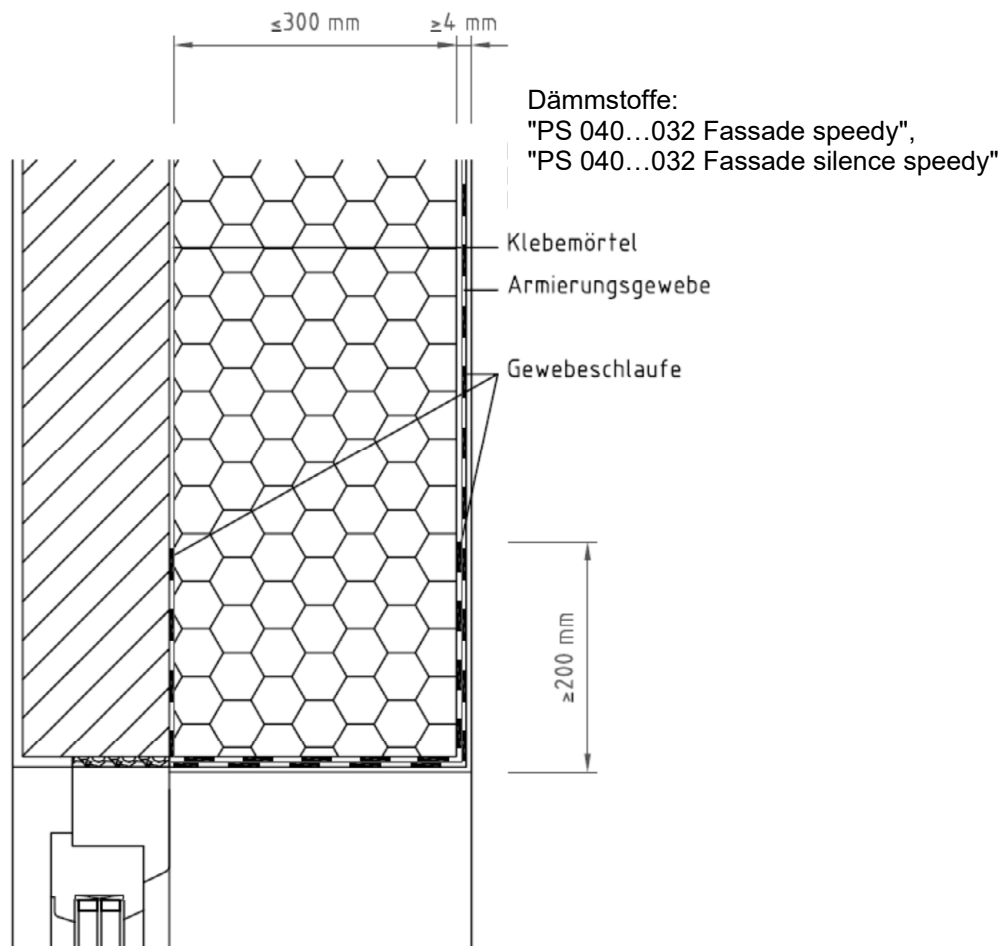 ≤300 mm
≥4 mm
Dämmstoffe:
"PS 040…032 Fassade speedy",
"PS 040…032 Fassade silence speedy"
Klebemörtel
Armierungsgewebe
Gewebeschlaufe
≥200 mm